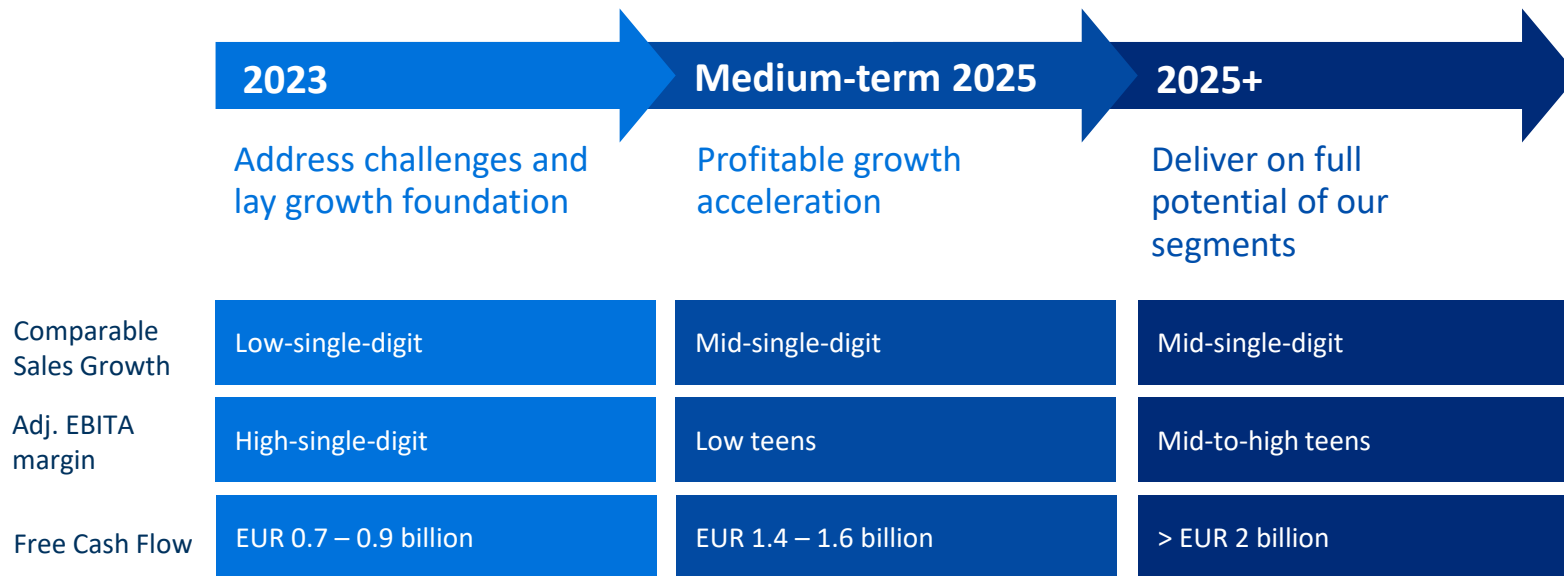 2023
Medium-term 2025
2025+
Address challenges and
lay growth foundation
Profitable growth
acceleration
Deliver on full
potential of our
segments
Comparable
Sales Growth
Low-single-digit
Mid-single-digit
Mid-single-digit
Adj. EBITA
margin
High-single-digit
Low teens
Mid-to-high teens
Free Cash Flow
EUR 0.7 – 0.9 billion
EUR 1.4 – 1.6 billion
> EUR 2 billion